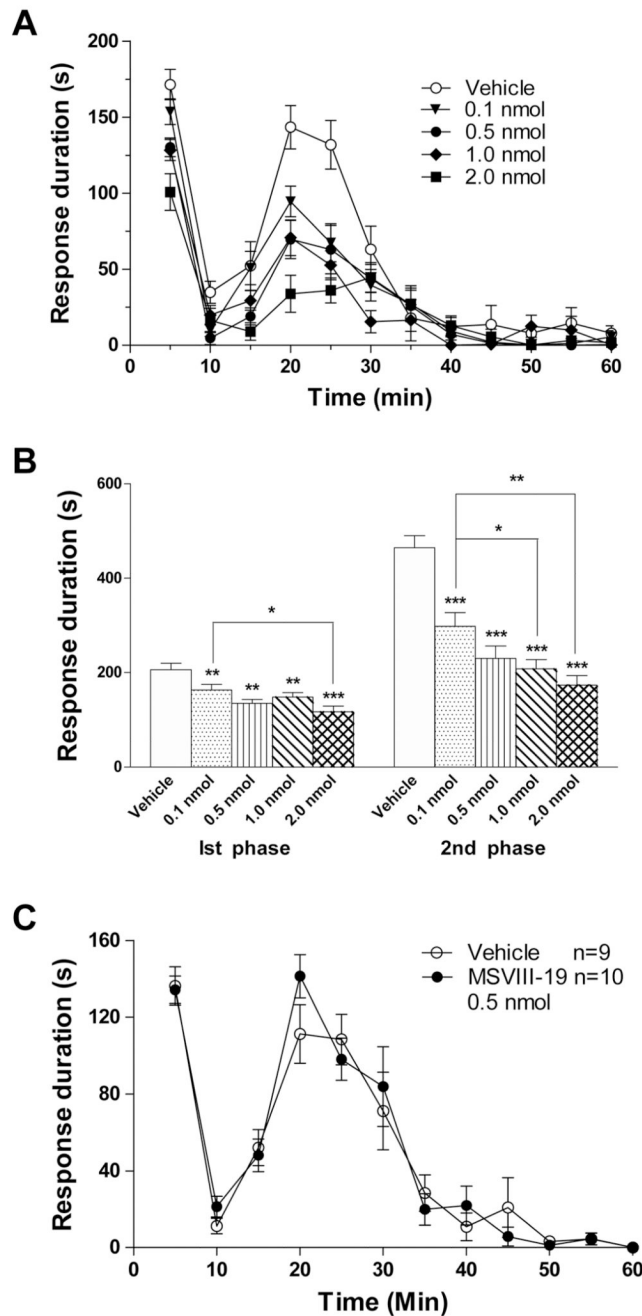 A
Response duration (s)
200
150
100
50
0
0 10 20 30 40 50 60
Time (min)
Vehicle
0.1 nmol
0.5 nmol
1.0 nmol
2.0 nmol
B
Response duration (s)
600
400
200
0
*
** ** ** ***
**
*
*** *** *** ***
Vehicle 0.1 nmol 0.5 nmol 1.0 nmol 2.0 nmol
Vehicle 0.1 nmol 0.5 nmol 1.0 nmol 2.0 nmol
Ist phase 2nd phase
C
Response duration (s)
160
120
80
40
0
0 10 20 30 40 50 60
Time (Min)
Vehicle n=9
MSVIII-19 n=10
0.5 nmol